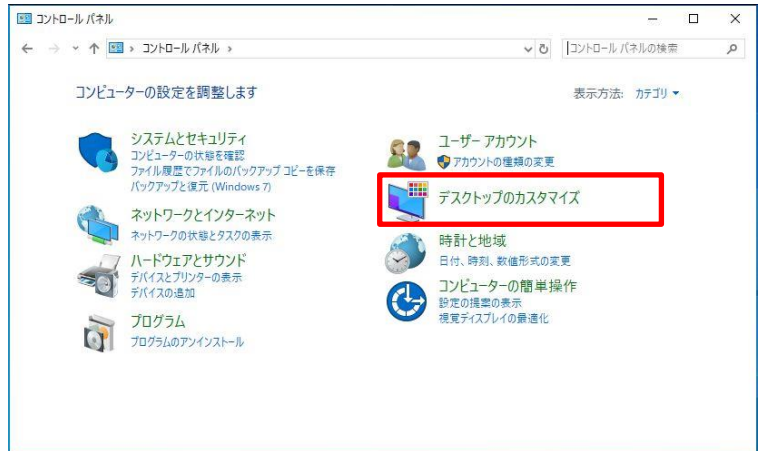 コントロール パネル
コントロール パネル
コントロール パネルの検索
コンピューターの設定を調整します
表示方法: カテゴリ
システムとセキュリティ
コンピューターの状態を確認
ファイル履歴でファイルのバックアップ コピーを保存
バックアップと復元 (Windows 7)
ネットワークとインターネット
ネットワークの状態とタスクの表示
ハードウェアとサウンド
デバイスとプリンターの表示
デバイスの追加
プログラム
プログラムのアンインストール
ユーザー アカウント
アカウントの種類の変更
デスクトップのカスタマイズ
時計と地域
日付、時刻、数値形式の変更
コンピューターの簡単操作
設定の提案の表示
視覚ディスプレイの最適化